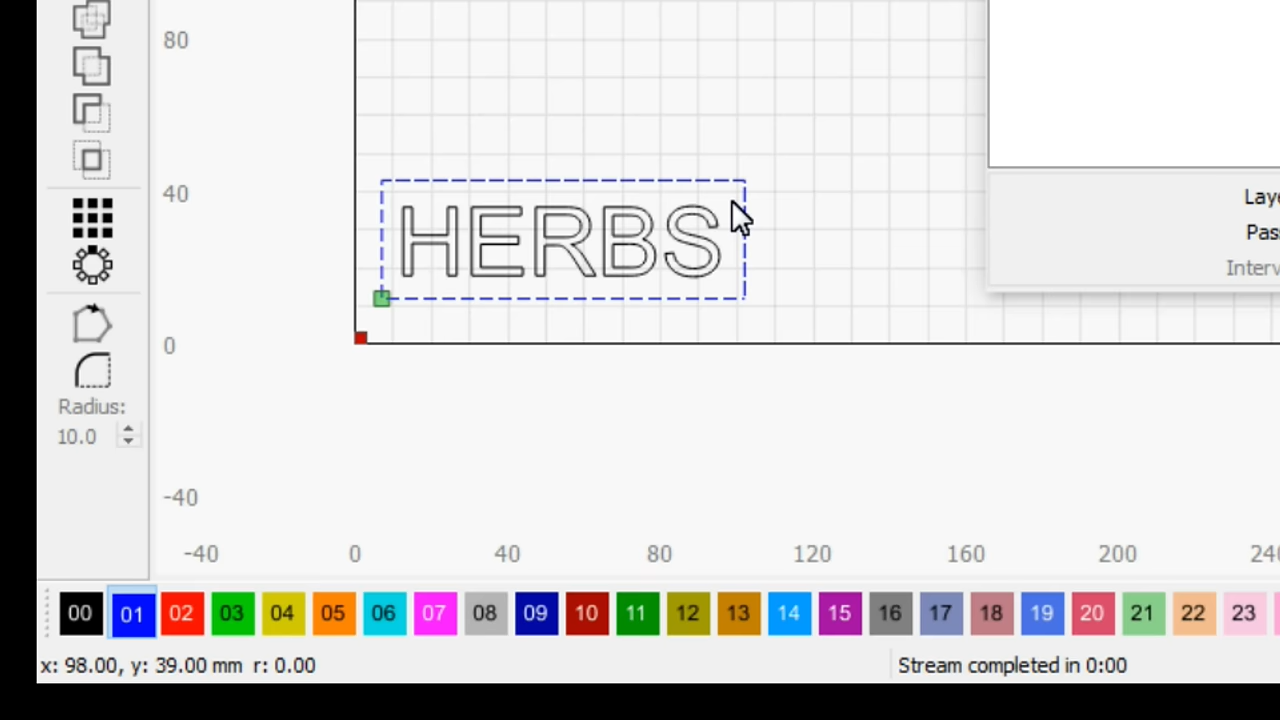 80
40
HERBS
0
Radius:
10.0
-40
-40 0 40 80 120 160 200
00 01 02 03 04 05 06 07 08 09 10 11 12 13 14 15 16 17 18 19 20 21 22 23
x: 98.00, y: 39.00 mm r: 0.00
Stream completed in 0:00